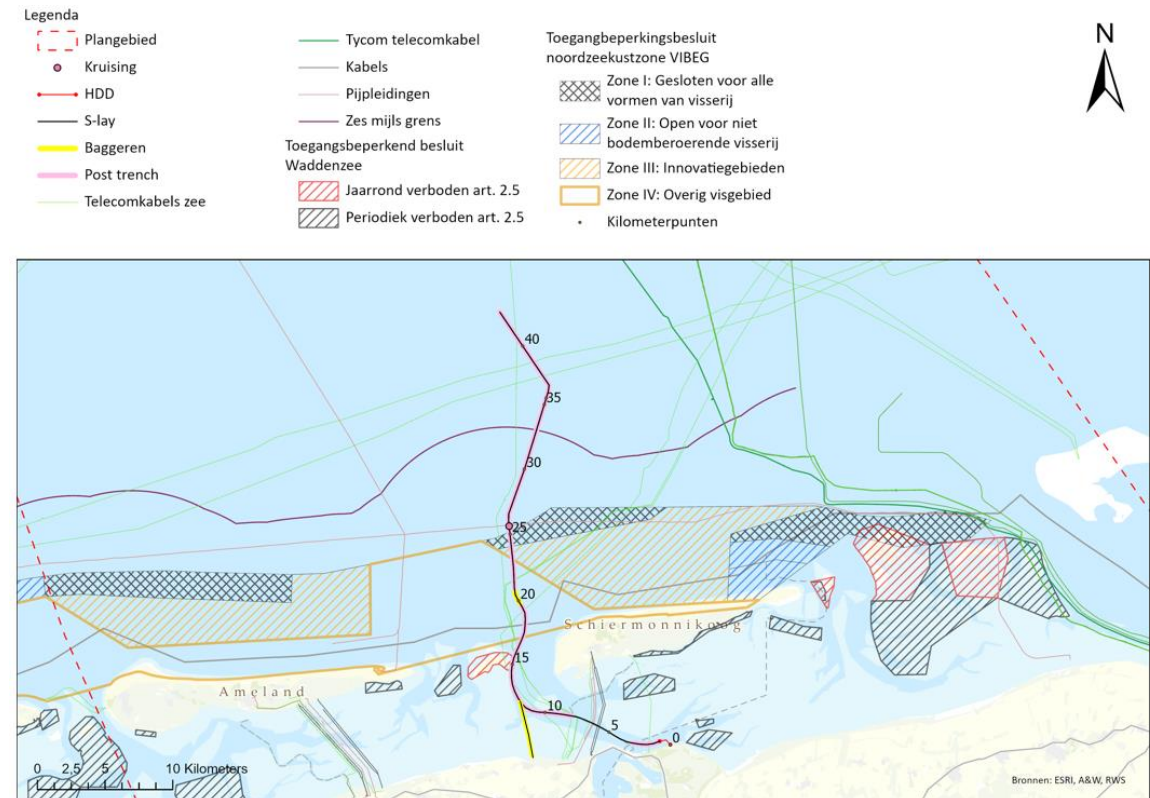 Legenda
Plangebied
Kruising
HDD
S-lay
Baggeren
Post trench
Telecomkabels zee
Tycom telecomkabel
Kabels
Pijpleidingen
Zes mijls grens
Toegangsbeperkend besluit
Waddenzee
Jaarrond verboden art. 2.5
Periodiek verboden art. 2.5
Toegangbeperkingsbesluit
noordzeekustzone VIBEG
Zone I: Gesloten voor alle
vormen van visserij
Zone II: Open voor niet
bodemberoerende visserij
Zone III: Innovatiegebieden
Zone IV: Overig visgebied
Kilometerpunten
N
40
35
30
25
20
Schiermonnikoog
15
Ameland
10
5
0
0 2,5 5 10 Kilometers
Bronnen: ESRI, A&W, RWS